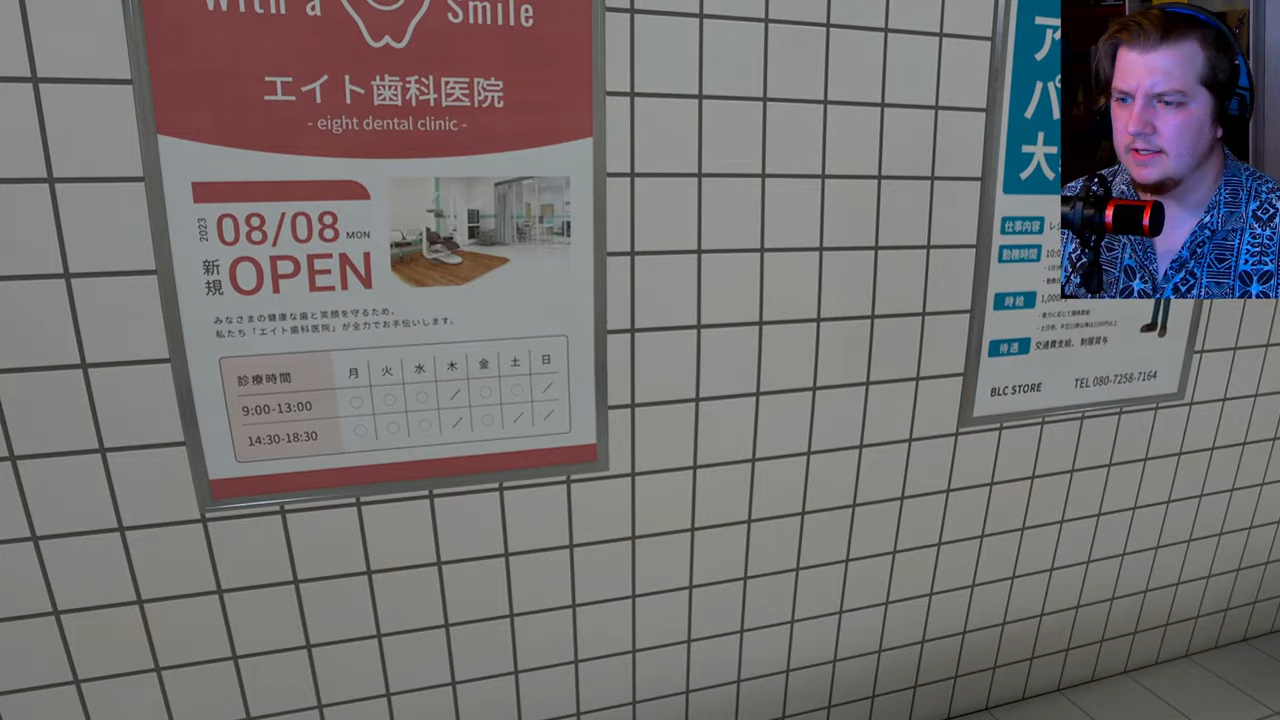 With a Smile
エイト歯科医院
- eight dental clinic -
2023
08/08 MON
新規 OPEN
みなさまの健康な歯と笑顔を守るため、
私たち「エイト歯科医院」が全力でお手伝いします。
診療時間 月 火 水 木 金 土 日
9:00-13:00 ○ ○ ○ / ○ ○ /
14:30-18:30 ○ ○ ○ / ○ / /
仕事内容
勤務時間 10:0
時給 1,000
待遇 交通費支給、 制服貸与
BLC STORE TEL 080-7258-7164